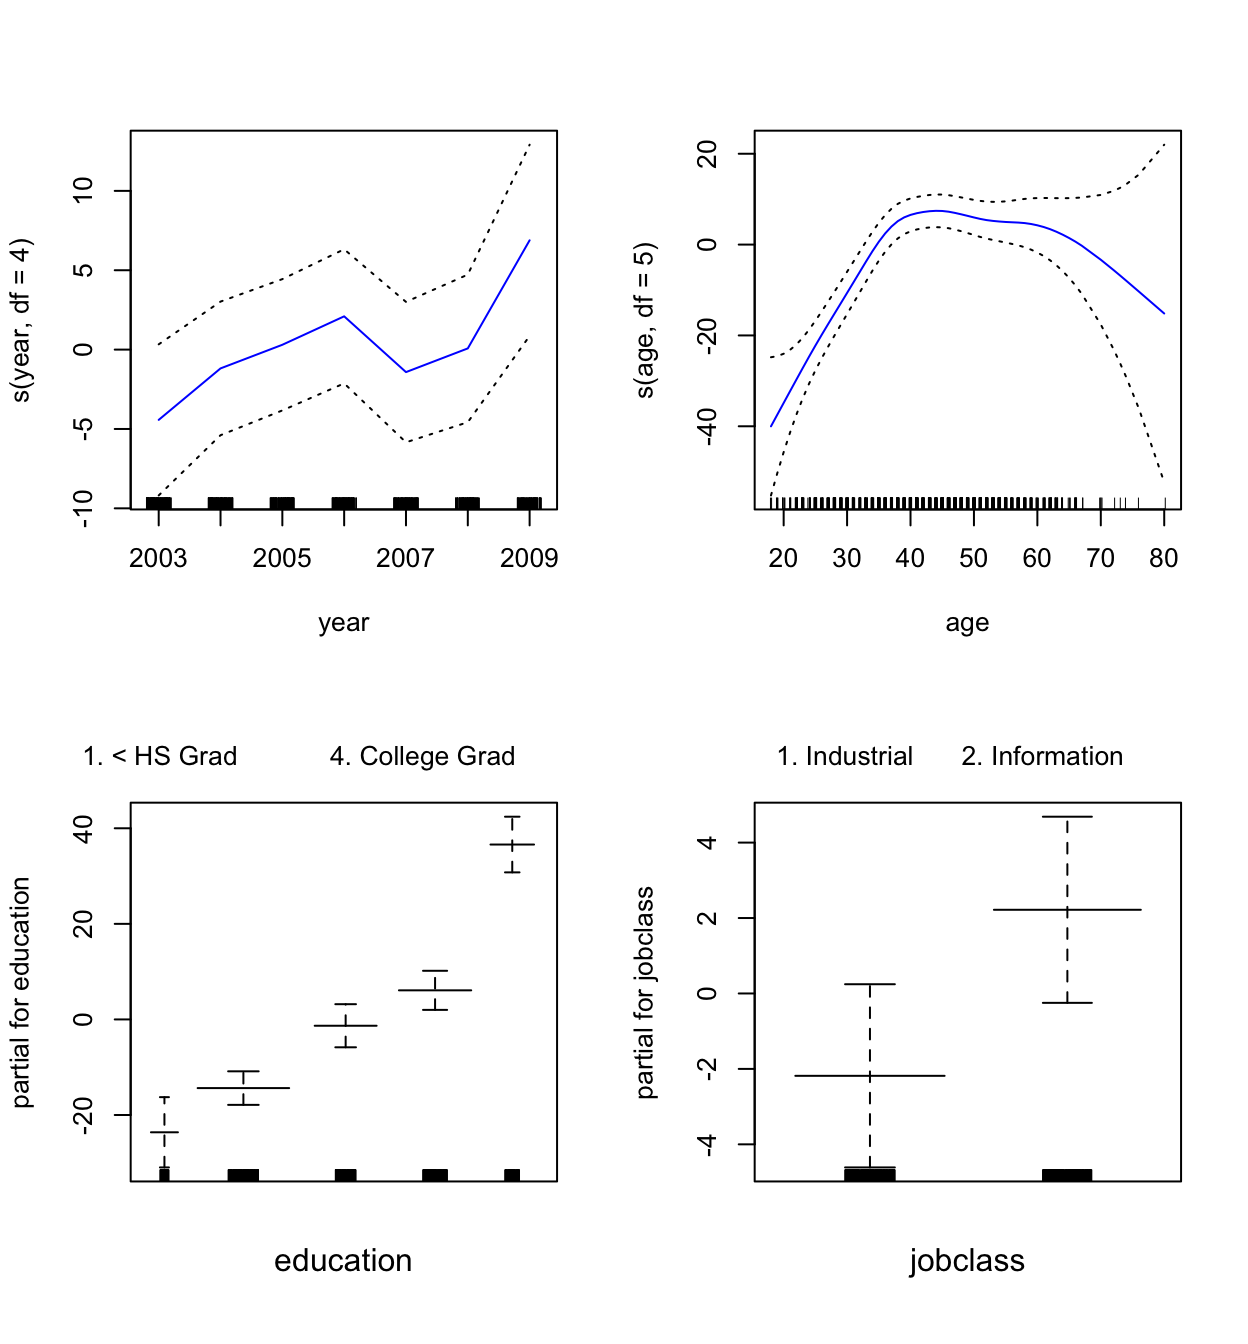 s(year, df = 4)
10
5
0
-5
-10
2003
2005
2007
2009
year
s(age, df = 5)
20
0
-20
-40
20
30
40
50
60
70
80
age
1. < HS Grad
4. College Grad
partial for education
40
20
0
-20
education
1. Industrial
2. Information
partial for jobclass
4
2
0
-2
-4
jobclass